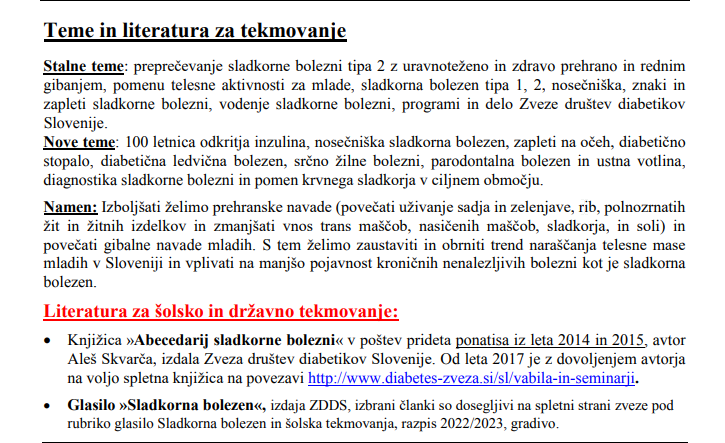 Teme in literatura za tekmovanje
Stalne teme: preprečevanje sladkorne bolezni tipa 2 z uravnoteženo in zdravo prehrano in rednim
gibanjem, pomenu telesne aktivnosti za mlade, sladkorna bolezen tipa 1, 2, nosečniška, znaki in
zapleti sladkorne bolezni, vodenje sladkorne bolezni, programi in delo Zveze društev diabetikov
Slovenije.
Nove teme: 100 letnica odkritja inzulina, nosečniška sladkorna bolezen, zapleti na očeh, diabetično
stopalo, diabetična ledvična bolezen, srčno žilne bolezni, parodontalna bolezen in ustna votlina,
diagnostika sladkorne bolezni in pomen krvnega sladkorja v ciljnem območju.
Namen: Izboljšati želimo prehranske navade (povečati uživanje sadja in zelenjave, rib, polnozrnatih
žit in žitnih izdelkov in zmanjšati vnos trans maščob, nasičenih maščob, sladkorja, in soli) in
povečati gibalne navade mladih. S tem želimo zaustaviti in obrniti trend naraščanja telesne mase
mladih v Sloveniji in vplivati na manjšo pojavnost kroničnih nenalezljivih bolezni kot je sladkorna
bolezen.
Literatura za šolsko in državno tekmovanje:
• Knjižica »Abecedarij sladkorne bolezni« v poštev prideta ponatisa iz leta 2014 in 2015, avtor
Aleš Skvarča, izdala Zveza društev diabetikov Slovenije. Od leta 2017 je z dovoljenjem avtorja
na voljo spletna knjižica na povezavi http://www.diabetes-zveza.si/sl/vabila-in-seminarji.
• Glasilo »Sladkorna bolezen«, izdaja ZDDS, izbrani članki so dosegljivi na spletni strani zveze pod
rubriko glasilo Sladkorna bolezen in šolska tekmovanja, razpis 2022/2023, gradivo.